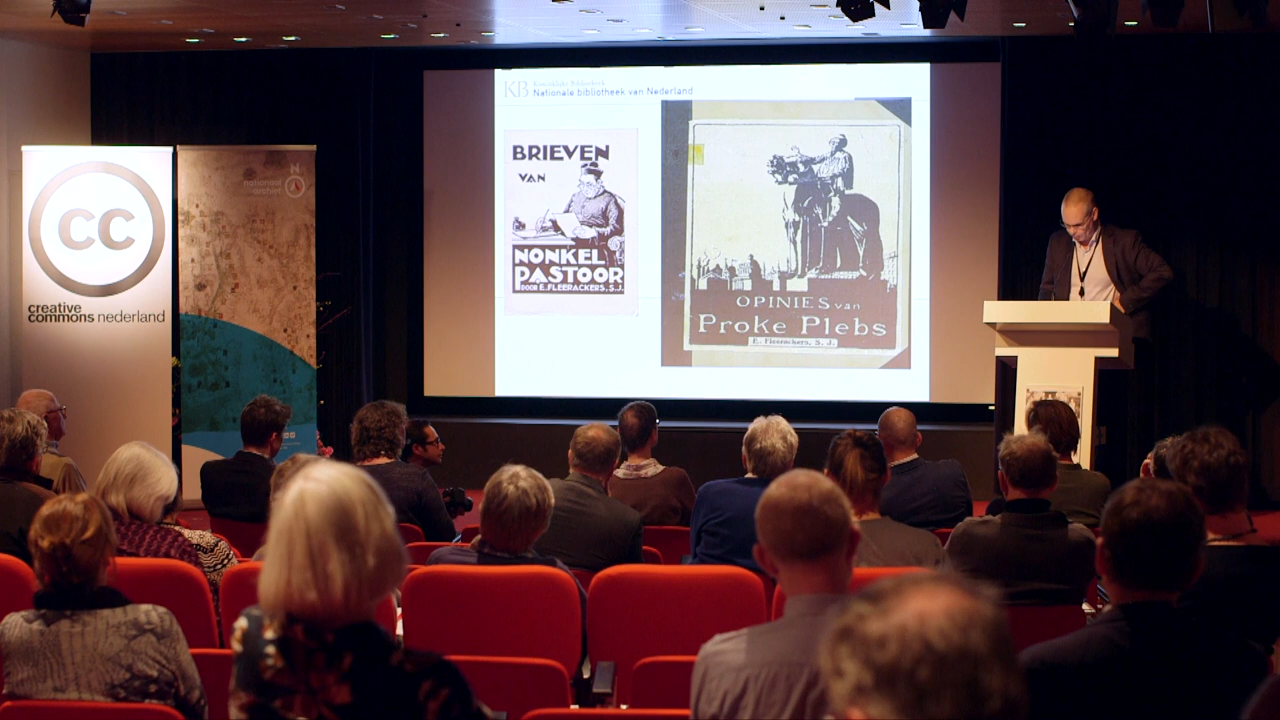 KB Koninklijke Bibliotheek
Nationale bibliotheek van Nederland
BRIEVEN
VAN
NONKEL
PASTOOR
DOOR E. FLEERACKERS, S.J.
OPINIES van
Proke Plebs
E. Fleerackers, S. J.
cc
creative
commons nederland
nationaal
archief